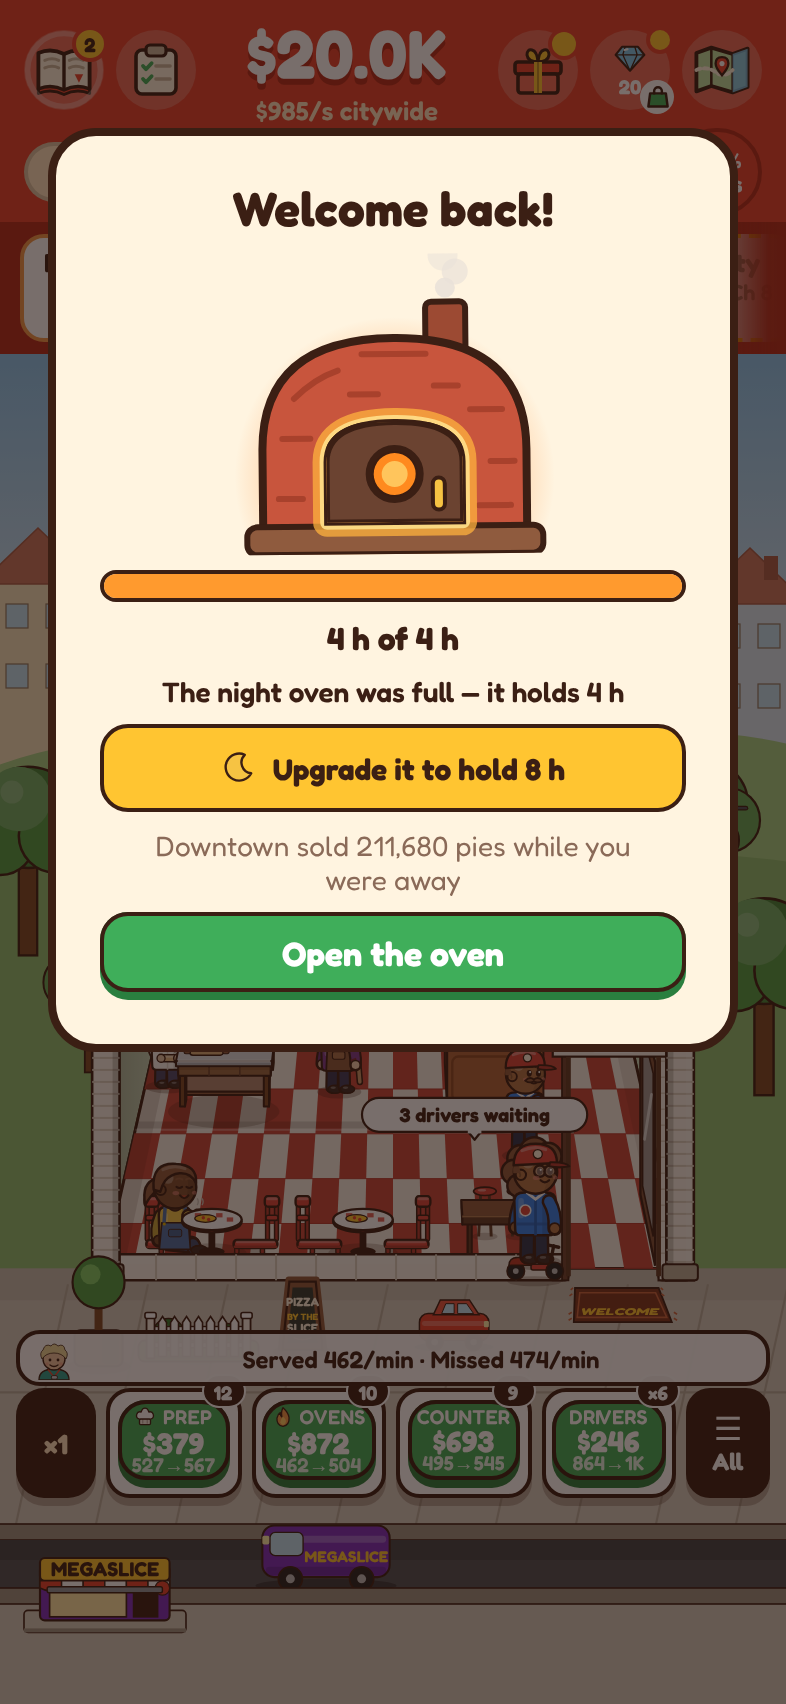 2
$20.0K
$985/s citywide
20
Welcome back!
4 h of 4 h
The night oven was full – it holds 4 h
Upgrade it to hold 8 h
Downtown sold 211,680 pies while you
were away
Open the oven
3 drivers waiting
PIZZA
BY THE
SLICE
WELCOME
Served 462/min · Missed 474/min
x1
12
PREP
$379
527→567
10
OVENS
$872
462→504
9
COUNTER
$693
495→545
x6
DRIVERS
$246
864→1K
All
MEGASLICE
MEGASLICE